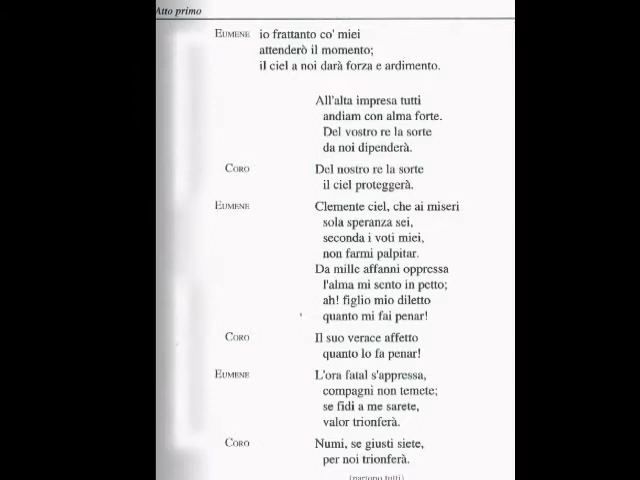 Atto primo
EUMENE io frattanto co' miei
attenderò il momento;
il ciel a noi darà forza e ardimento.
All'alta impresa tutti
andiam con alma forte.
Del vostro re la sorte
da noi dipenderà.
CORO Del nostro re la sorte
il ciel proteggerà.
EUMENE Clemente ciel, che ai miseri
sola speranza sei,
seconda i voti miei,
non farmi palpitar.
Da mille affanni oppressa
l'alma mi sento in petto;
ah! figlio mio diletto
quanto mi fai penar!
CORO Il suo verace affetto
quanto lo fa penar!
EUMENE L'ora fatal s'appressa,
compagni non temete;
se fidi a me sarete,
valor trionferà.
CORO Numi, se giusti siete,
per noi trionferà.
(partono tutti)